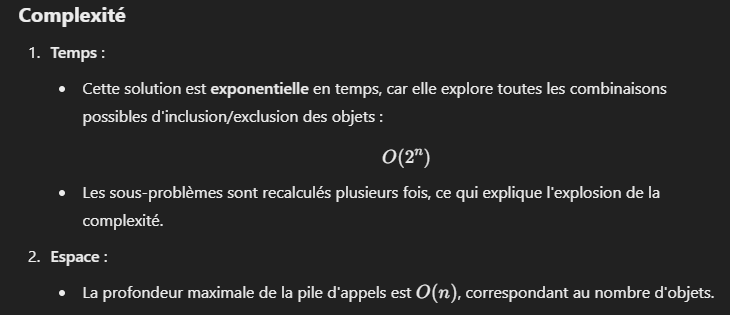 Complexité
1. Temps :
• Cette solution est exponentielle en temps, car elle explore toutes les combinaisons
possibles d'inclusion/exclusion des objets :
O(2ⁿ)
• Les sous-problèmes sont recalculés plusieurs fois, ce qui explique l'explosion de la
complexité.
2. Espace :
• La profondeur maximale de la pile d'appels est O(n), correspondant au nombre d'objets.